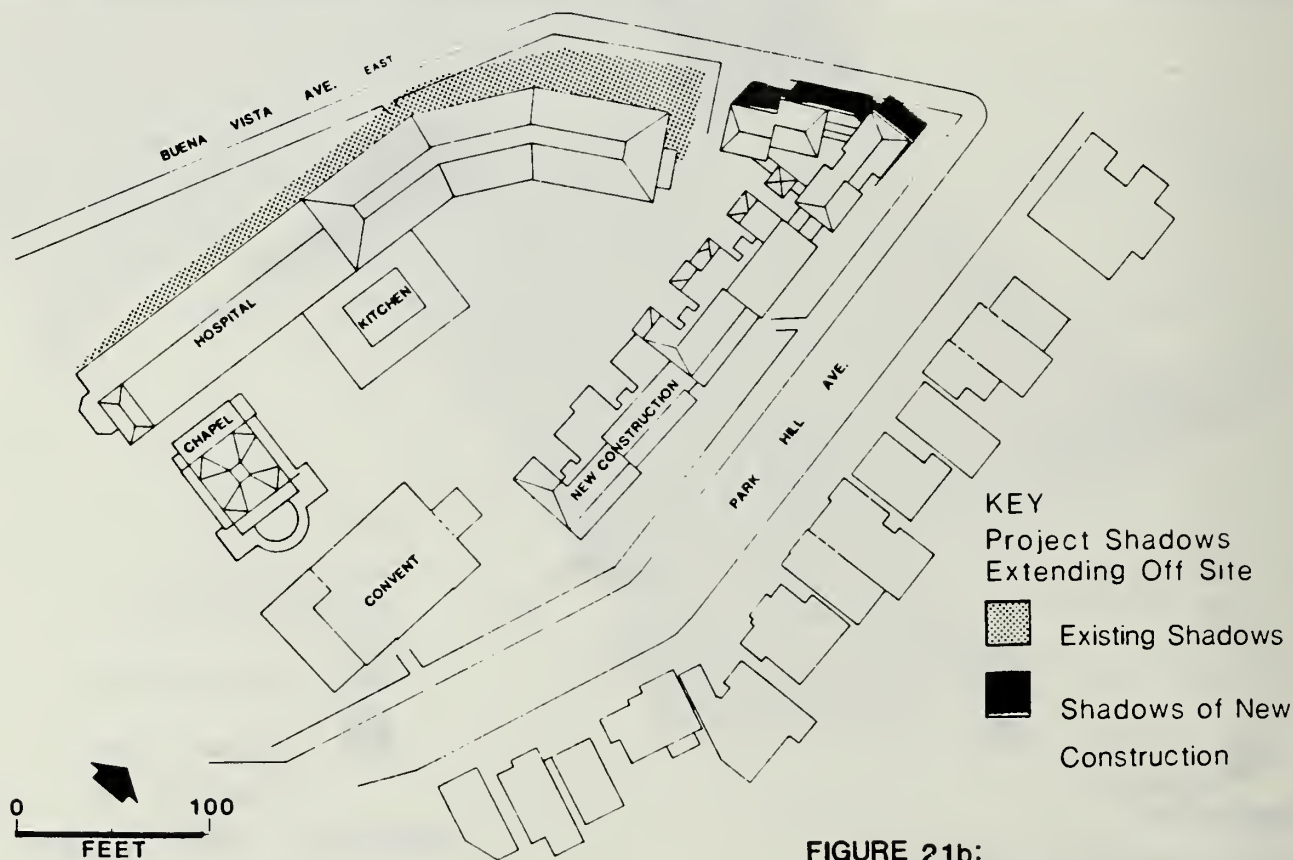 BUENA VISTA AVE. EAST
HOSPITAL
KITCHEN
CHAPEL
CONVENT
NEW CONSTRUCTION
PARK HILL AVE.
KEY
Project Shadows
Extending Off Site
Existing Shadows
Shadows of New
Construction
0 100
FEET
FIGURE 21b: